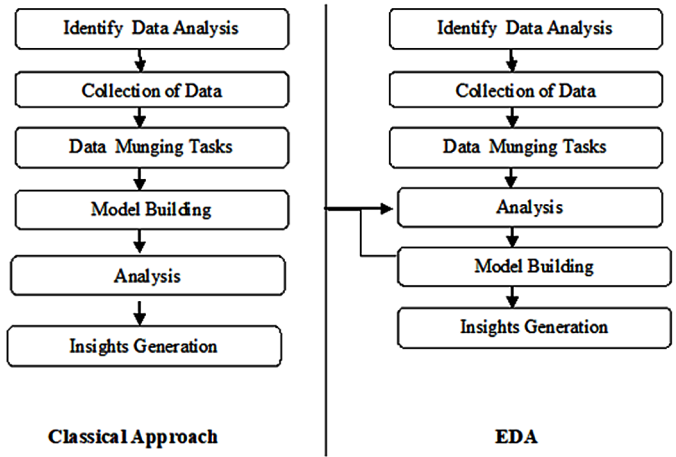 Identify Data Analysis
Collection of Data
Data Munging Tasks
Model Building
Analysis
Insights Generation
Classical Approach
Identify Data Analysis
Collection of Data
Data Munging Tasks
Analysis
Model Building
Insights Generation
EDA